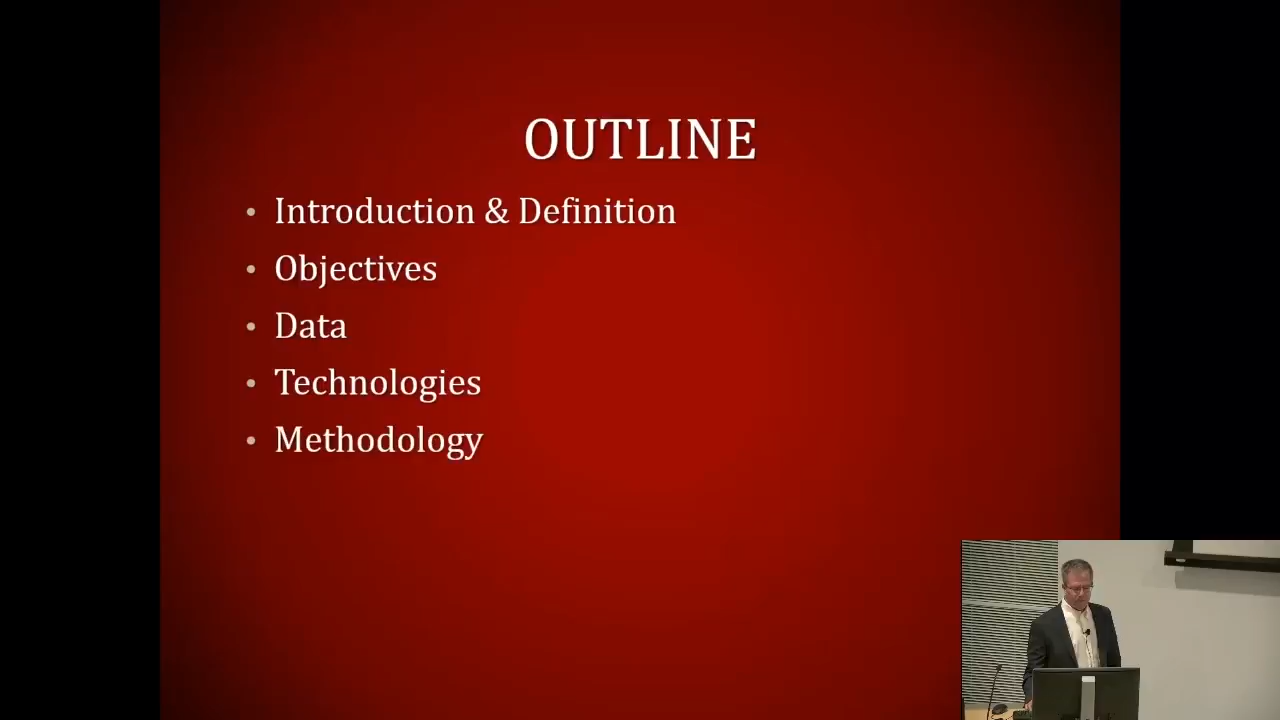 OUTLINE
• Introduction & Definition
• Objectives
• Data
• Technologies
• Methodology